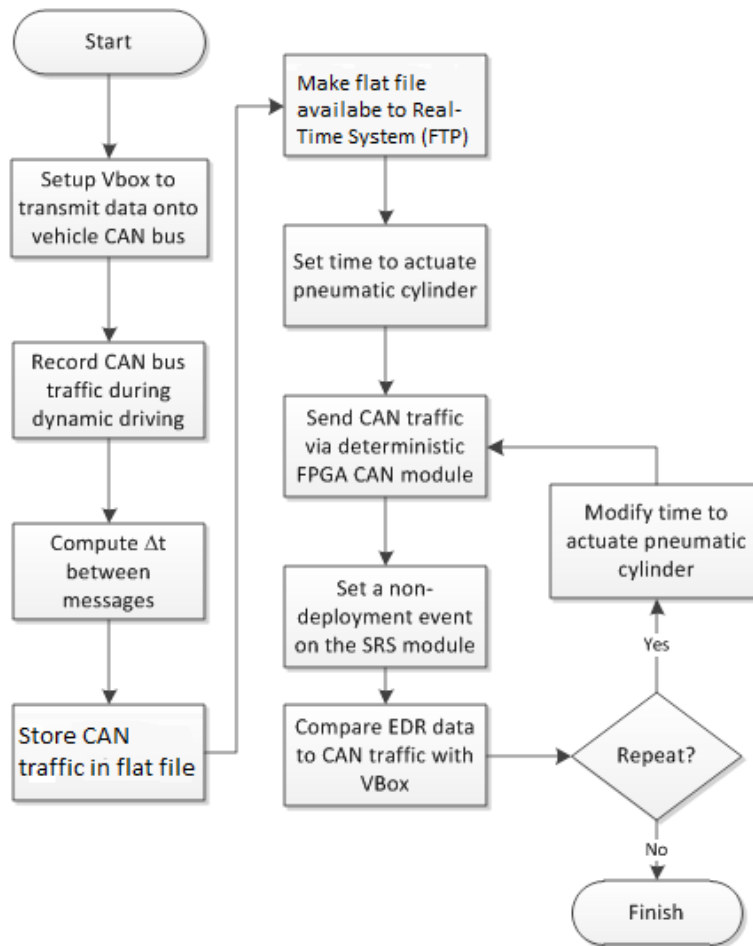 Start
Setup Vbox to
transmit data onto
vehicle CAN bus
Record CAN bus
traffic during
dynamic driving
Compute Δt
between
messages
Store CAN
traffic in flat file
Make flat file
availabe to Real-
Time System (FTP)
Set time to actuate
pneumatic cylinder
Send CAN traffic
via deterministic
FPGA CAN module
Set a non-
deployment event
on the SRS module
Compare EDR data
to CAN traffic with
VBox
Modify time to
actuate pneumatic
cylinder
Yes
Repeat?
No
Finish